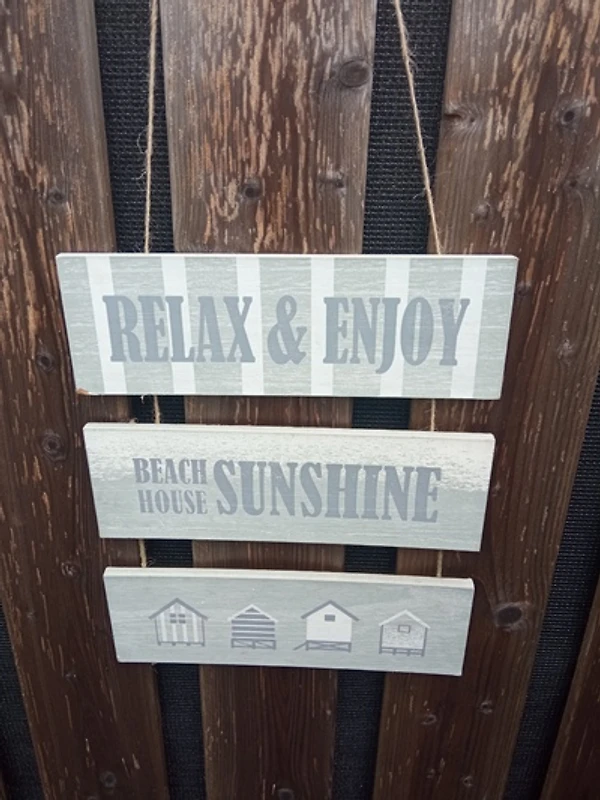 RELAX & ENJOY
BEACH
HOUSE
SUNSHINE